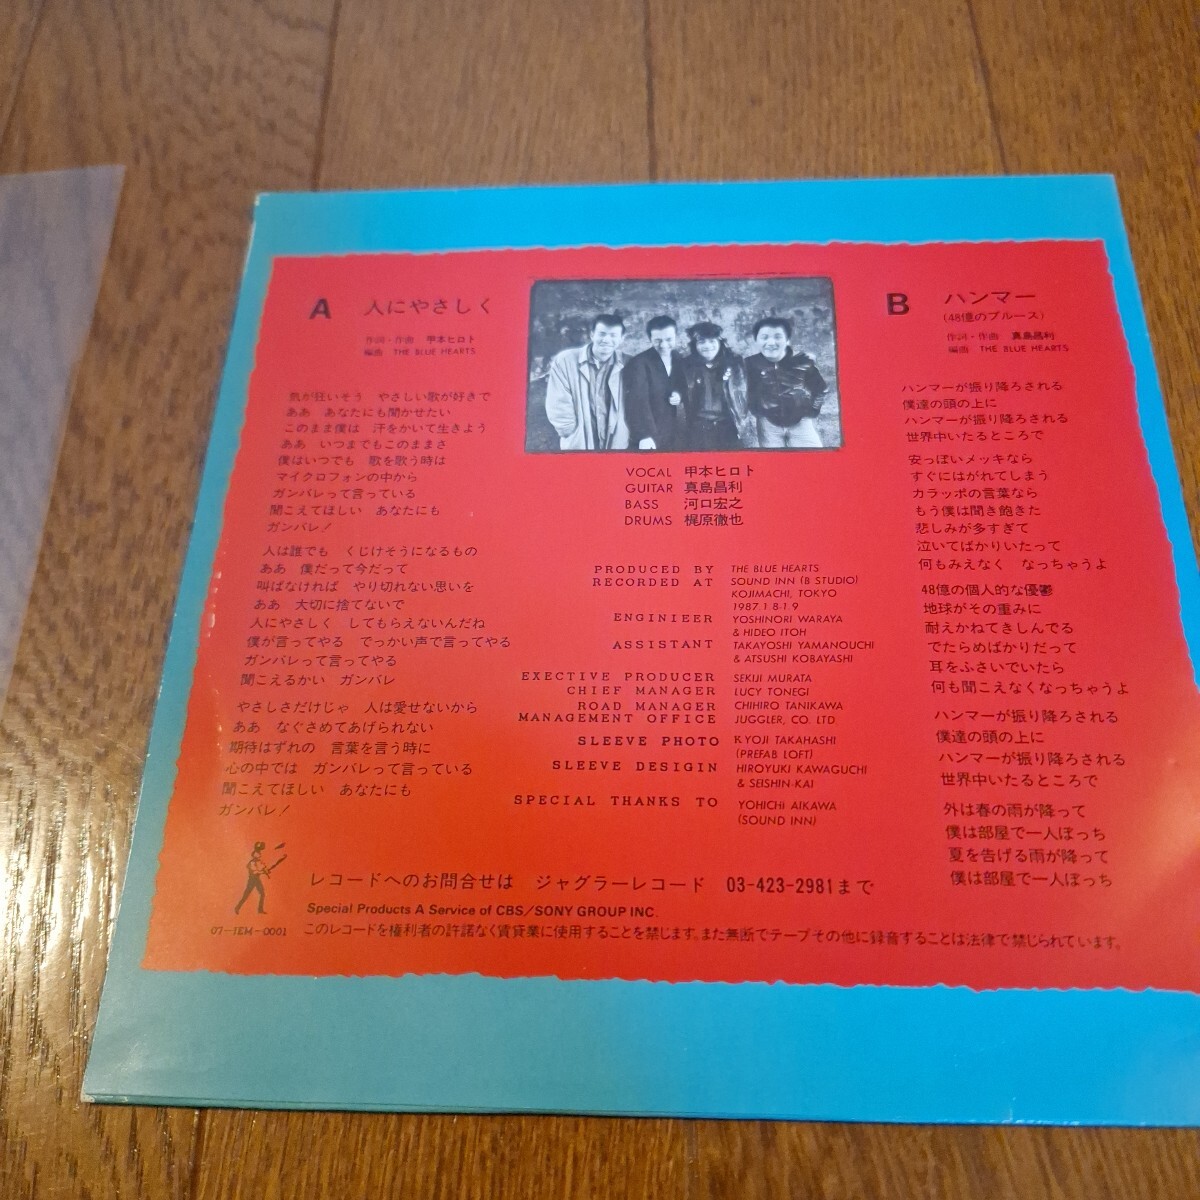 A 人にやさしく
作詞・作曲 甲本ヒロト
編曲 THE BLUE HEARTS
気が狂いそう やさしい歌が好きで
ああ あなたにも聞かせたい
このまま僕は 汗をかいて生きよう
ああ いつまでもこのままさ
僕はいつでも 歌を歌う時は
マイクロフォンの中から
ガンバレって言っている
聞こえてほしい あなたにも
ガンバレ!
人は誰でも くじけそうになるもの
ああ 僕だって今だって
叫ばなければ やり切れない思いを
ああ 大切に捨てないで
人にやさしく してもらえないんだね
僕が言ってやる でっかい声で言ってやる
ガンバレって言ってやる
聞こえるかい ガンバレ
やさしさだけじゃ 人は愛せないから
ああ なぐさめてあげられない
期待はずれの 言葉を言う時に
心の中では ガンバレって言っている
聞こえてほしい あなたにも
ガンバレ!
VOCAL 甲本ヒロト
GUITAR 真島昌利
BASS 河口宏之
DRUMS 梶原徹也
PRODUCED BY THE BLUE HEARTS
RECORDED AT SOUND INN (B STUDIO)
KOJIMACHI, TOKYO
1987.1.8-1.9
ENGINIEER YOSHINORI WARAYA
& HIDEO ITOH
ASSISTANT TAKAYOSHI YAMANOUCHI
& ATSUSHI KOBAYASHI
EXECTIVE PRODUCER SEKIJI MURATA
CHIEF MANAGER LUCY TONEGI
ROAD MANAGER CHIHIRO TANIKAWA
MANAGEMENT OFFICE JUGGLER, CO. LTD.
SLEEVE PHOTO KYOJI TAKAHASHI
(PREFAB LOFT)
SLEEVE DESIGIN HIROYUKI KAWAGUCHI
& SEISHIN-KAI
SPECIAL THANKS TO YOHICHI AIKAWA
(SOUND INN)
B ハンマー
(48億のブルース)
作詞・作曲 真島昌利
編曲 THE BLUE HEARTS
ハンマーが振り降ろされる
僕達の頭の上に
ハンマーが振り降ろされる
世界中いたるところで
安っぽいメッキなら
すぐにはがれてしまう
カラッポの言葉なら
もう僕は聞き飽きた
悲しみが多すぎて
泣いてばかりいたって
何もみえなく なっちゃうよ
48億の個人的な憂鬱
地球がその重みに
耐えかねてきしんでる
でたらめばかりだって
耳をふさいでいたら
何も聞こえなくなっちゃうよ
ハンマーが振り降ろされる
僕達の頭の上に
ハンマーが振り降ろされる
世界中いたるところで
外は春の雨が降って
僕は部屋で一人ぼっち
夏を告げる雨が降って
僕は部屋で一人ぼっち
レコードへのお問合せは ジャグラーレコード 03-423-2981まで
Special Products A Service of CBS/SONY GROUP INC.
07-JEM-0001 このレコードを権利者の許諾なく賃貸業に使用することを禁じます。また無断でテープその他に録音することは法律で禁じられています。